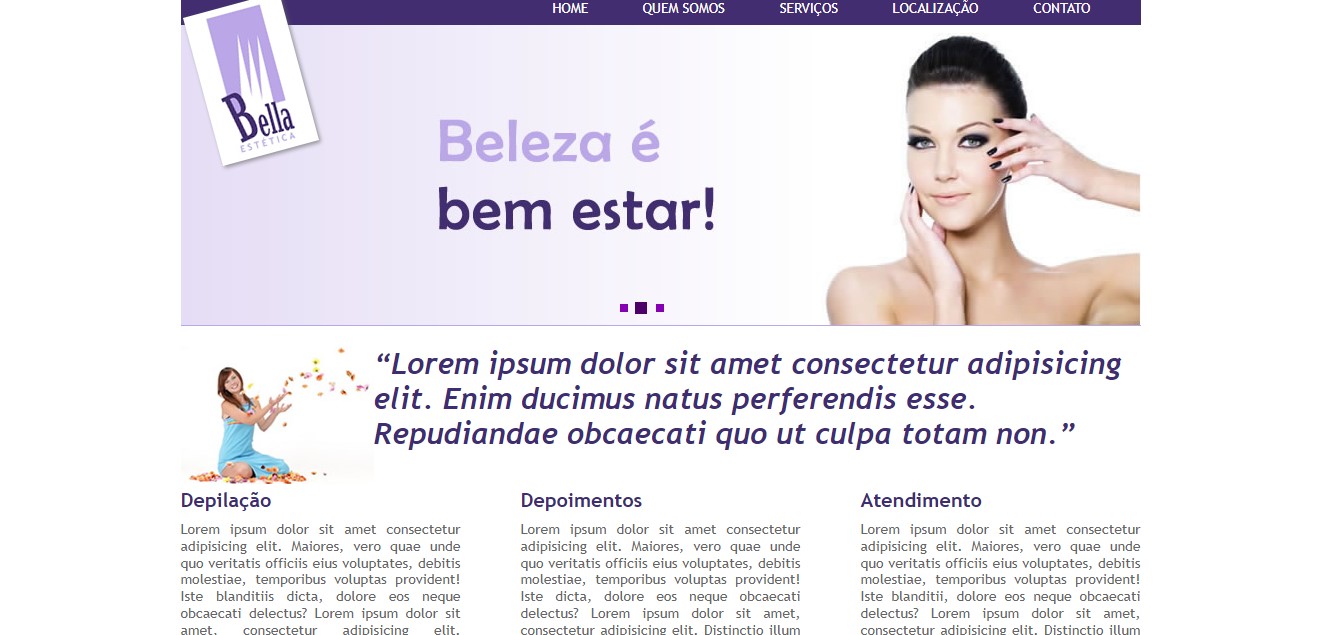 HOME QUEM SOMOS SERVIÇOS LOCALIZAÇÃO CONTATO
Bella
ESTÉTICA
Beleza é
bem estar!
“Lorem ipsum dolor sit amet consectetur adipisicing
elit. Enim ducimus natus perferendis esse.
Repudiandae obcaecati quo ut culpa totam non.”
Depilação
Lorem ipsum dolor sit amet consectetur
adipisicing elit. Maiores, vero quae unde
quo veritatis officiis eius voluptates, debitis
molestiae, temporibus voluptas provident!
Iste blanditiis dicta, dolore eos neque
obcaecati delectus? Lorem ipsum dolor sit
amet, consectetur adipisicing elit.
Depoimentos
Lorem ipsum dolor sit amet consectetur
adipisicing elit. Maiores, vero quae unde
quo veritatis officiis eius voluptates, debitis
molestiae, temporibus voluptas provident!
Iste dicta, dolore eos neque obcaecati
delectus? Lorem ipsum dolor sit amet,
consectetur adipisicing elit. Distinctio illum
Atendimento
Lorem ipsum dolor sit amet consectetur
adipisicing elit. Maiores, vero quae unde
quo veritatis officiis eius voluptates, debitis
molestiae, temporibus voluptas provident!
Iste blanditii, dolore eos neque obcaecati
delectus? Lorem ipsum dolor sit amet,
consectetur adipisicing elit. Distinctio illum